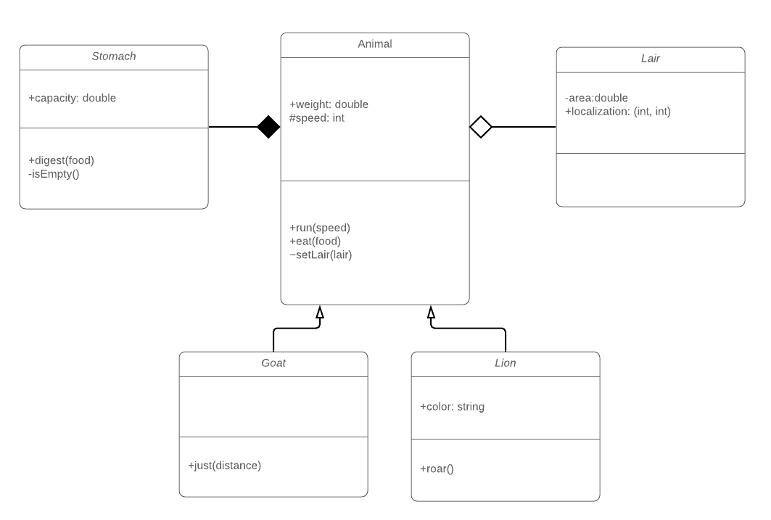 Stomach
+capacity: double
+digest(food)
-isEmpty()
Animal
+weight: double
#speed: int
+run(speed)
+eat(food)
−setLair(lair)
Lair
-area:double
+localization: (int, int)
Goat
+just(distance)
Lion
+color: string
+roar()